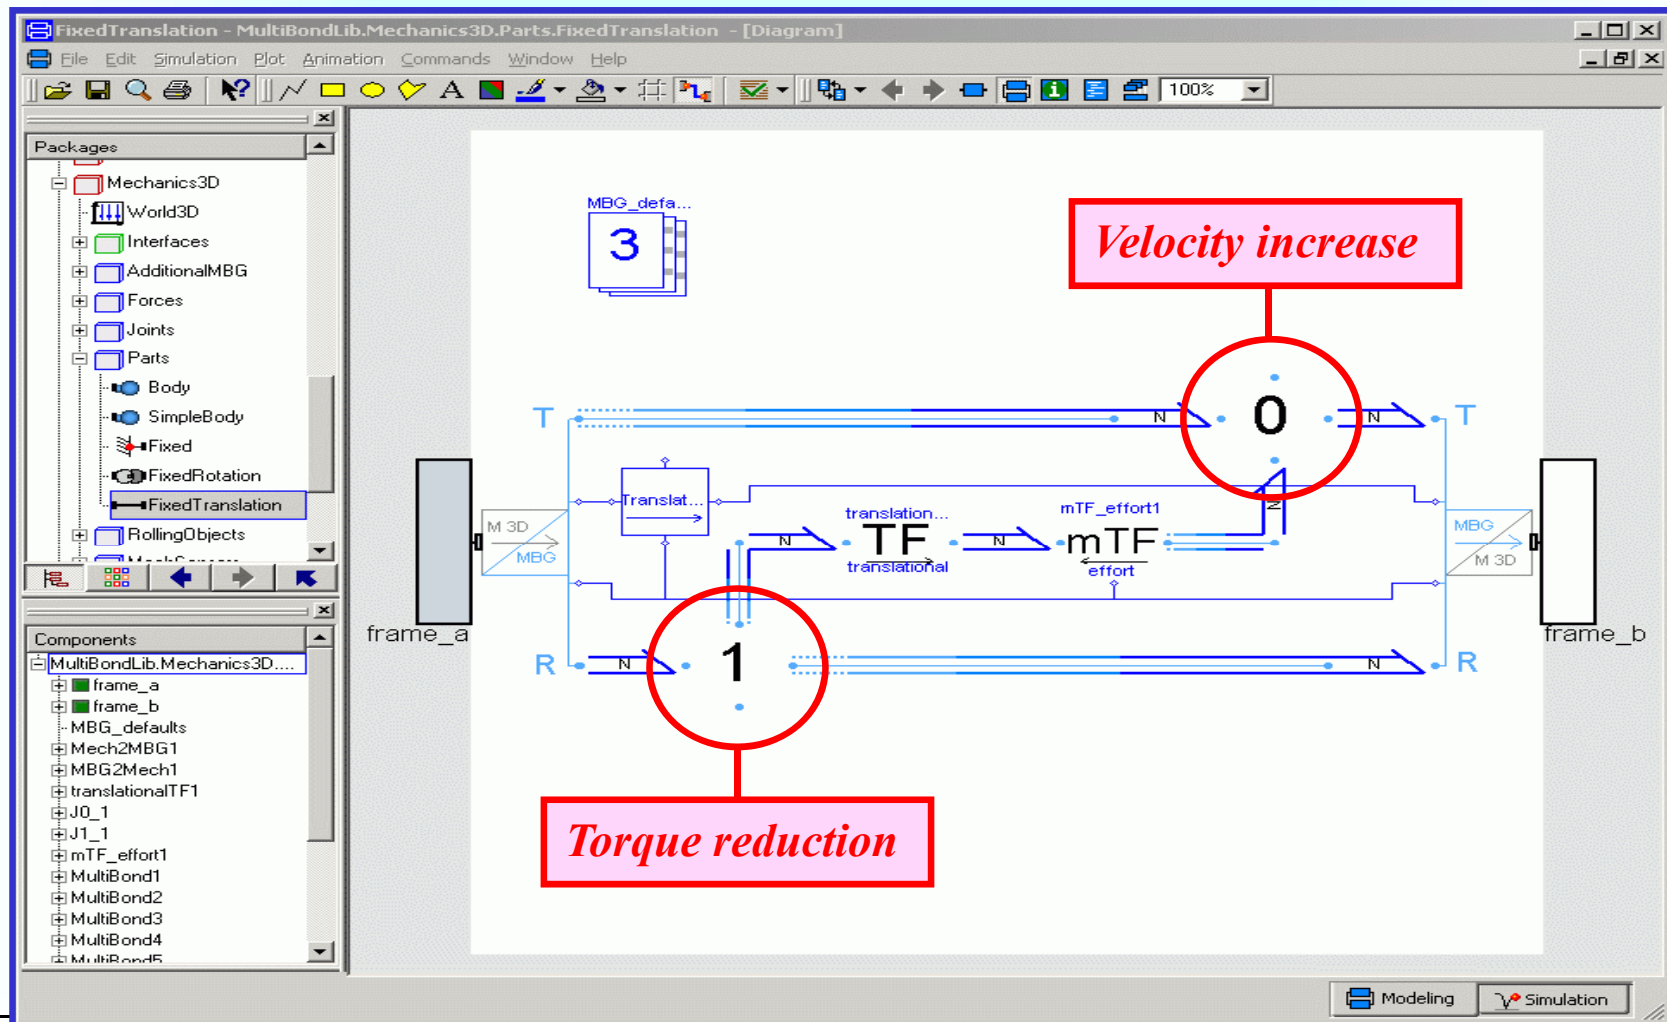 FixedTranslation - MultiBondLib.Mechanics3D.Parts.FixedTranslation - [Diagram]
File Edit Simulation Plot Animation Commands Window Help
A
100%
Packages
Mechanics3D
World3D
Interfaces
AdditionalMBG
Forces
Joints
Parts
Body
SimpleBody
Fixed
FixedRotation
FixedTranslation
RollingObjects
Components
MultiBondLib.Mechanics3D....
frame_a
frame_b
MBG_defaults
Mech2MBG1
MBG2Mech1
translationalTF1
J0_1
J1_1
mTF_effort1
MultiBond1
MultiBond2
MultiBond3
MultiBond4
MultiBond5
MBG_defa...
3
Velocity increase
T
N
0
N
T
Translat...
translation...
mTF_effort1
M 3D
MBG
N
TF
N
mTF
N
MBG
M 3D
translational
effort
frame_a
frame_b
R
N
1
N
R
Torque reduction
Modeling
Simulation